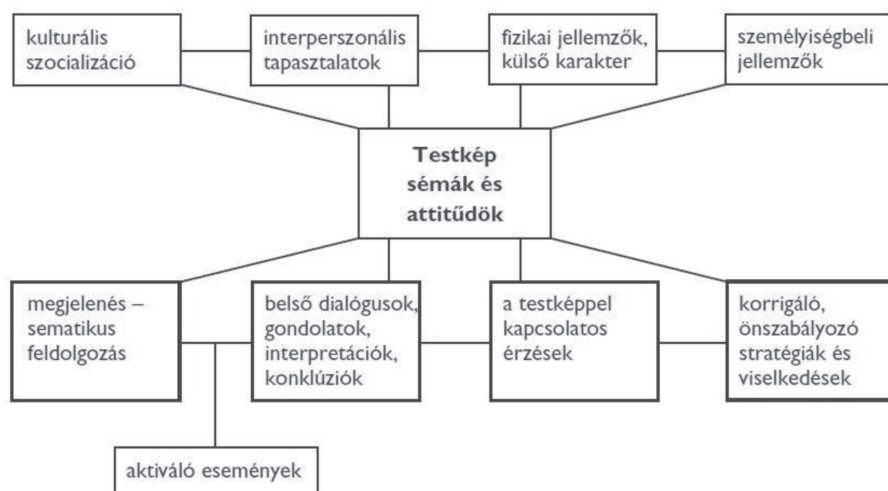 kulturális
szocializáció
interperszonális
tapasztalatok
fizikai jellemzők,
külső karakter
személyiségbeli
jellemzők
Testkép
sémák és
attitűdök
megjelenés –
sematikus
feldolgozás
belső dialógusok,
gondolatok,
interpretációk,
konklúziók
a testképpel
kapcsolatos
érzések
korrigáló,
önszabályozó
stratégiák és
viselkedések
aktiváló események